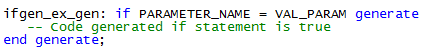 ifgen_ex_gen: if PARAMETER_NAME = VAL_PARAM generate
-- Code generated if statement is true
end generate;